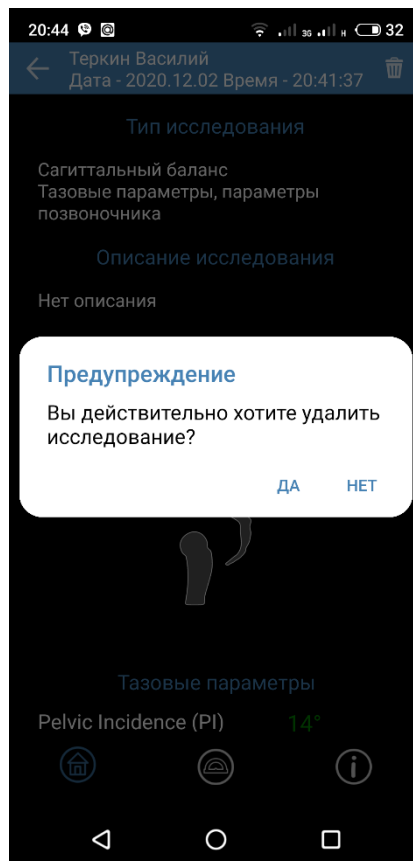 20:44 3G H 32
Теркин Василий
Дата - 2020.12.02 Время - 20:41:37
Тип исследования
Сагиттальный баланс
Тазовые параметры, параметры
позвоночника
Описание исследования
Нет описания
Предупреждение
Вы действительно хотите удалить
исследование?
ДА НЕТ
Тазовые параметры
Pelvic Incidence (PI) 14°